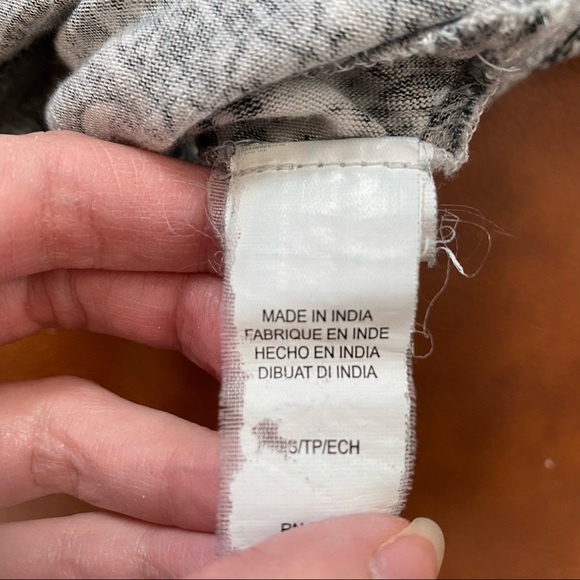 MADE IN INDIA
FABRIQUE EN INDE
HECHO EN INDIA
DIBUAT DI INDIA
S/TP/ECH